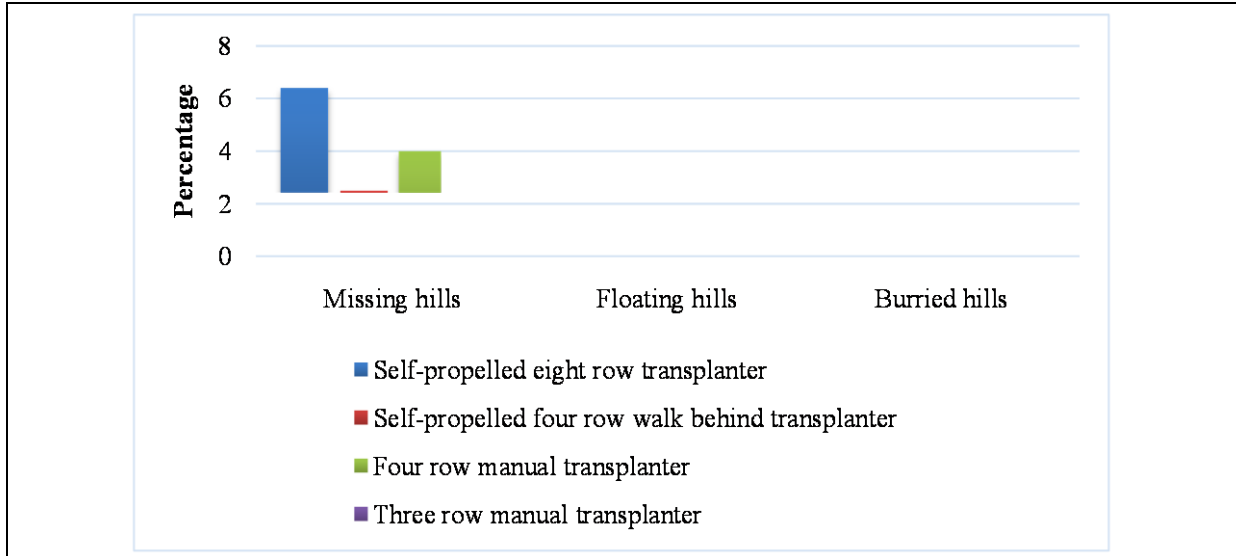 Percentage
8
6
4
2
0
Missing hills Floating hills Burried hills
Self-propelled eight row transplanter
Self-propelled four row walk behind transplanter
Four row manual transplanter
Three row manual transplanter